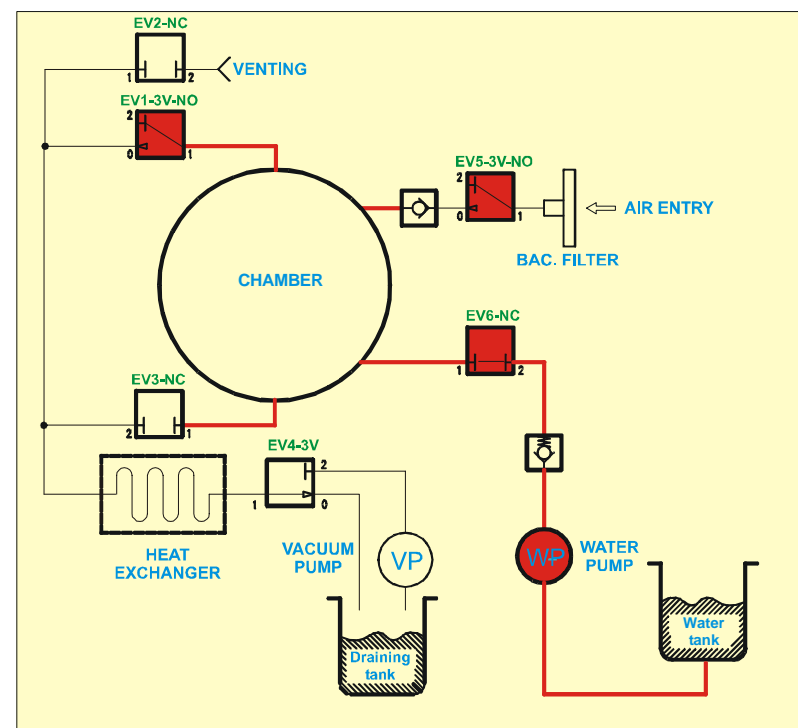 EV2-NC
1 2
VENTING
EV1-3V-NO
2
0 1
EV5-3V-NO
2
0 1
AIR ENTRY
BAC. FILTER
CHAMBER
EV6-NC
1 2
EV3-NC
2 1
EV4-3V
2
1 0
HEAT
EXCHANGER
VACUUM
PUMP
VP
WP
WATER
PUMP
Water
tank
Draining
tank